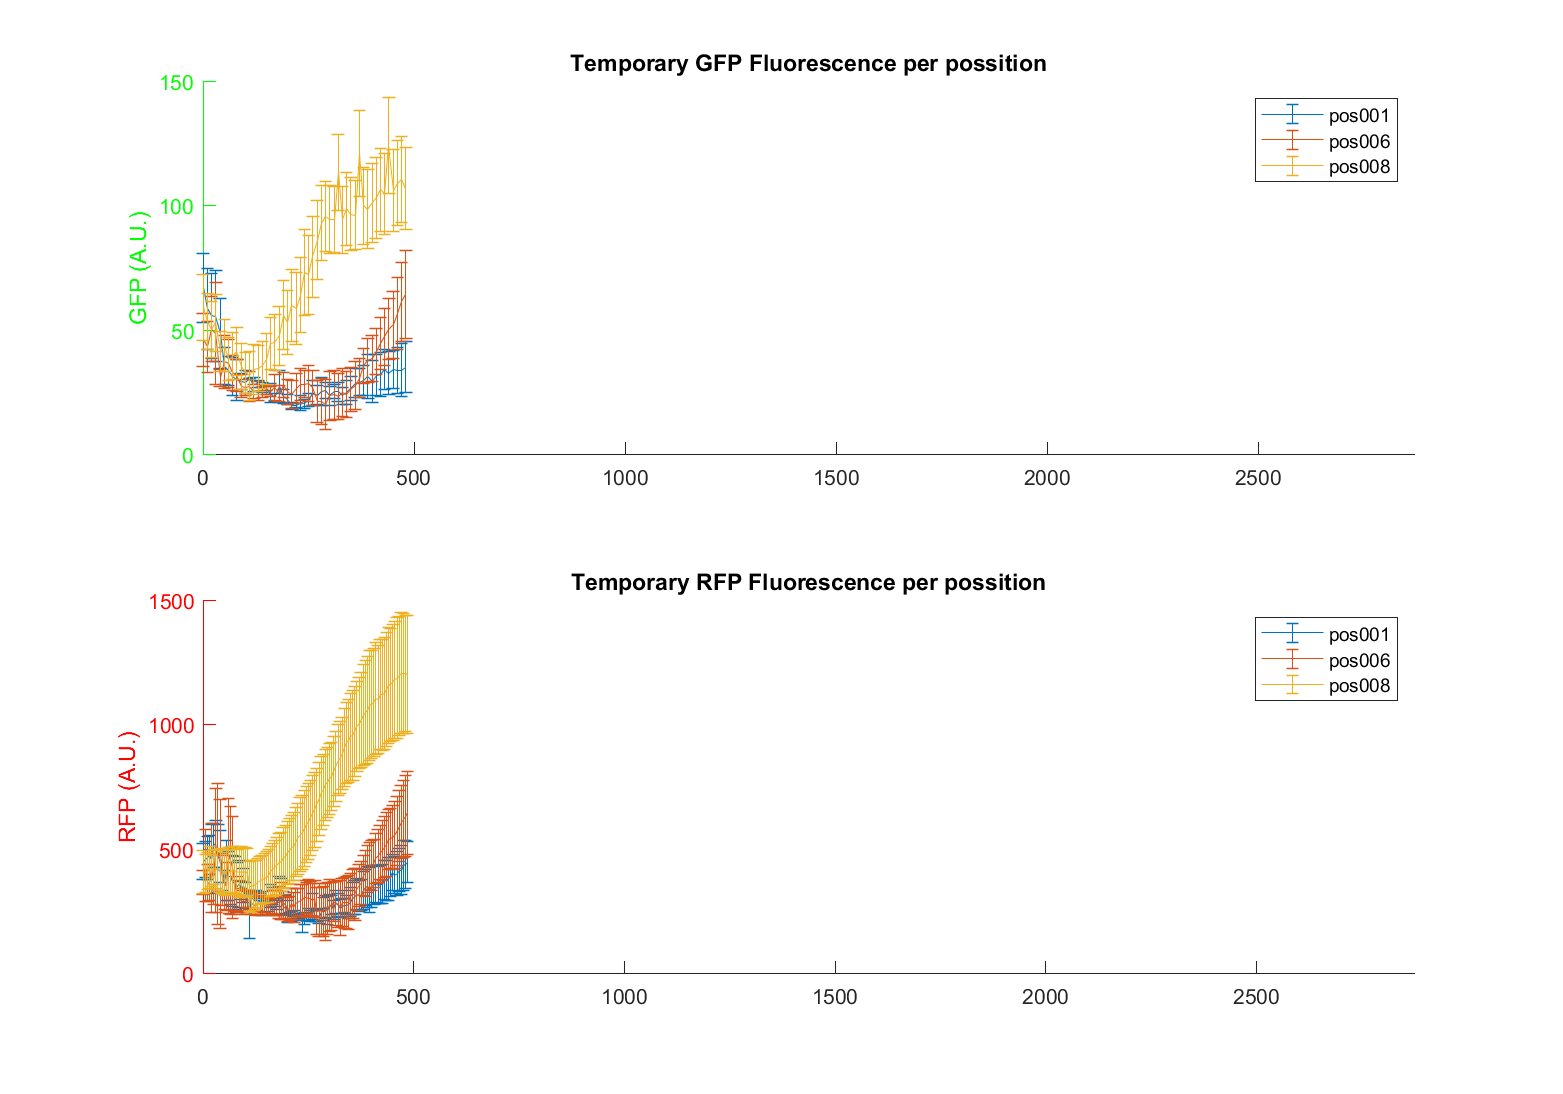 Temporary GFP Fluorescence per possition
150
100
50
0
GFP (A.U.)
pos001
pos006
pos008
0 500 1000 1500 2000 2500
Temporary RFP Fluorescence per possition
1500
1000
500
0
RFP (A.U.)
pos001
pos006
pos008
0 500 1000 1500 2000 2500